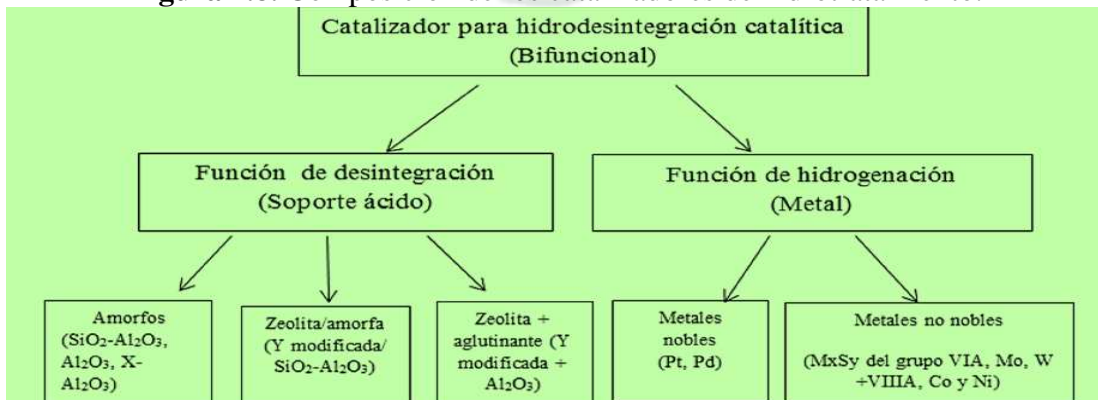 Catalizador para hidrodesintegración catalítica
(Bifuncional)
Función de desintegración
(Soporte ácido)
Función de hidrogenación
(Metal)
Amorfos
(SiO2-Al2O3,
Al2O3, X-
Al2O3)
Zeolita/amorfa
(Y modificada/
SiO2-Al2O3)
Zeolita +
aglutinante (Y
modificada +
Al2O3)
Metales
nobles
(Pt, Pd)
Metales no nobles
(MxSy del grupo VIA, Mo, W
+VIIIA, Co y Ni)